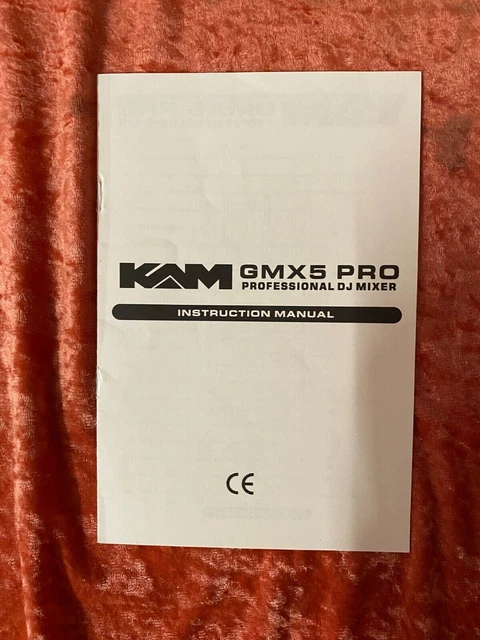 KAM GMX5 PRO
PROFESSIONAL DJ MIXER
INSTRUCTION MANUAL
CE